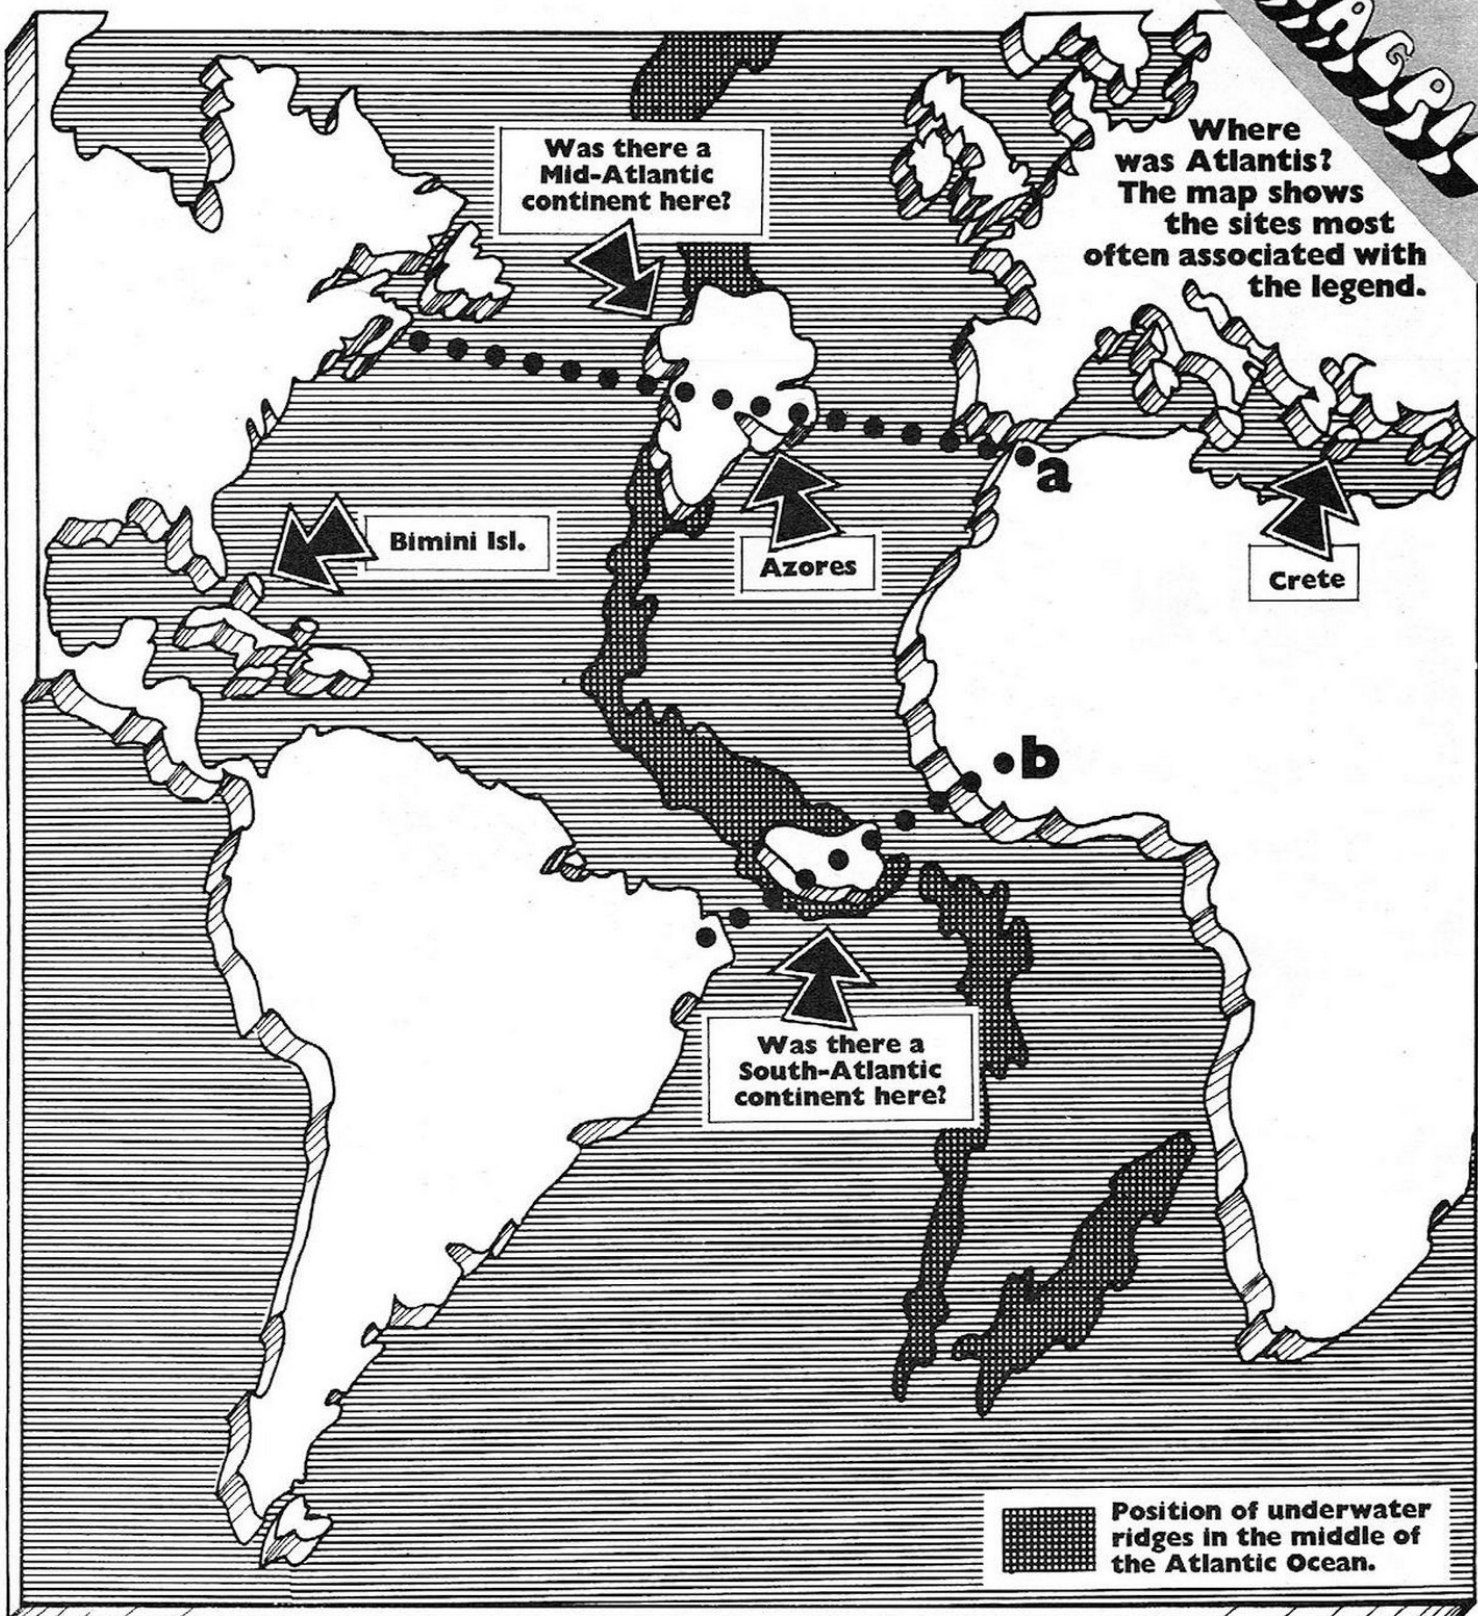 Where
was Atlantis?
The map shows
the sites most
often associated with
the legend.
Was there a
Mid-Atlantic
continent here?
a
Bimini Isl.
Azores
Crete
b
Was there a
South-Atlantic
continent here?
Position of underwater
ridges in the middle of
the Atlantic Ocean.